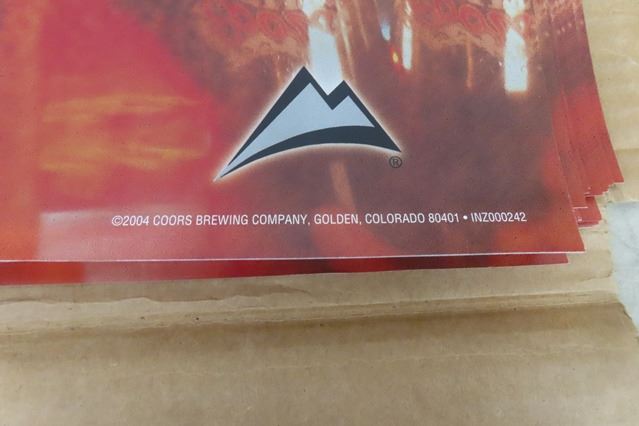 ®
©2004 COORS BREWING COMPANY, GOLDEN, COLORADO 80401 • INZ000242